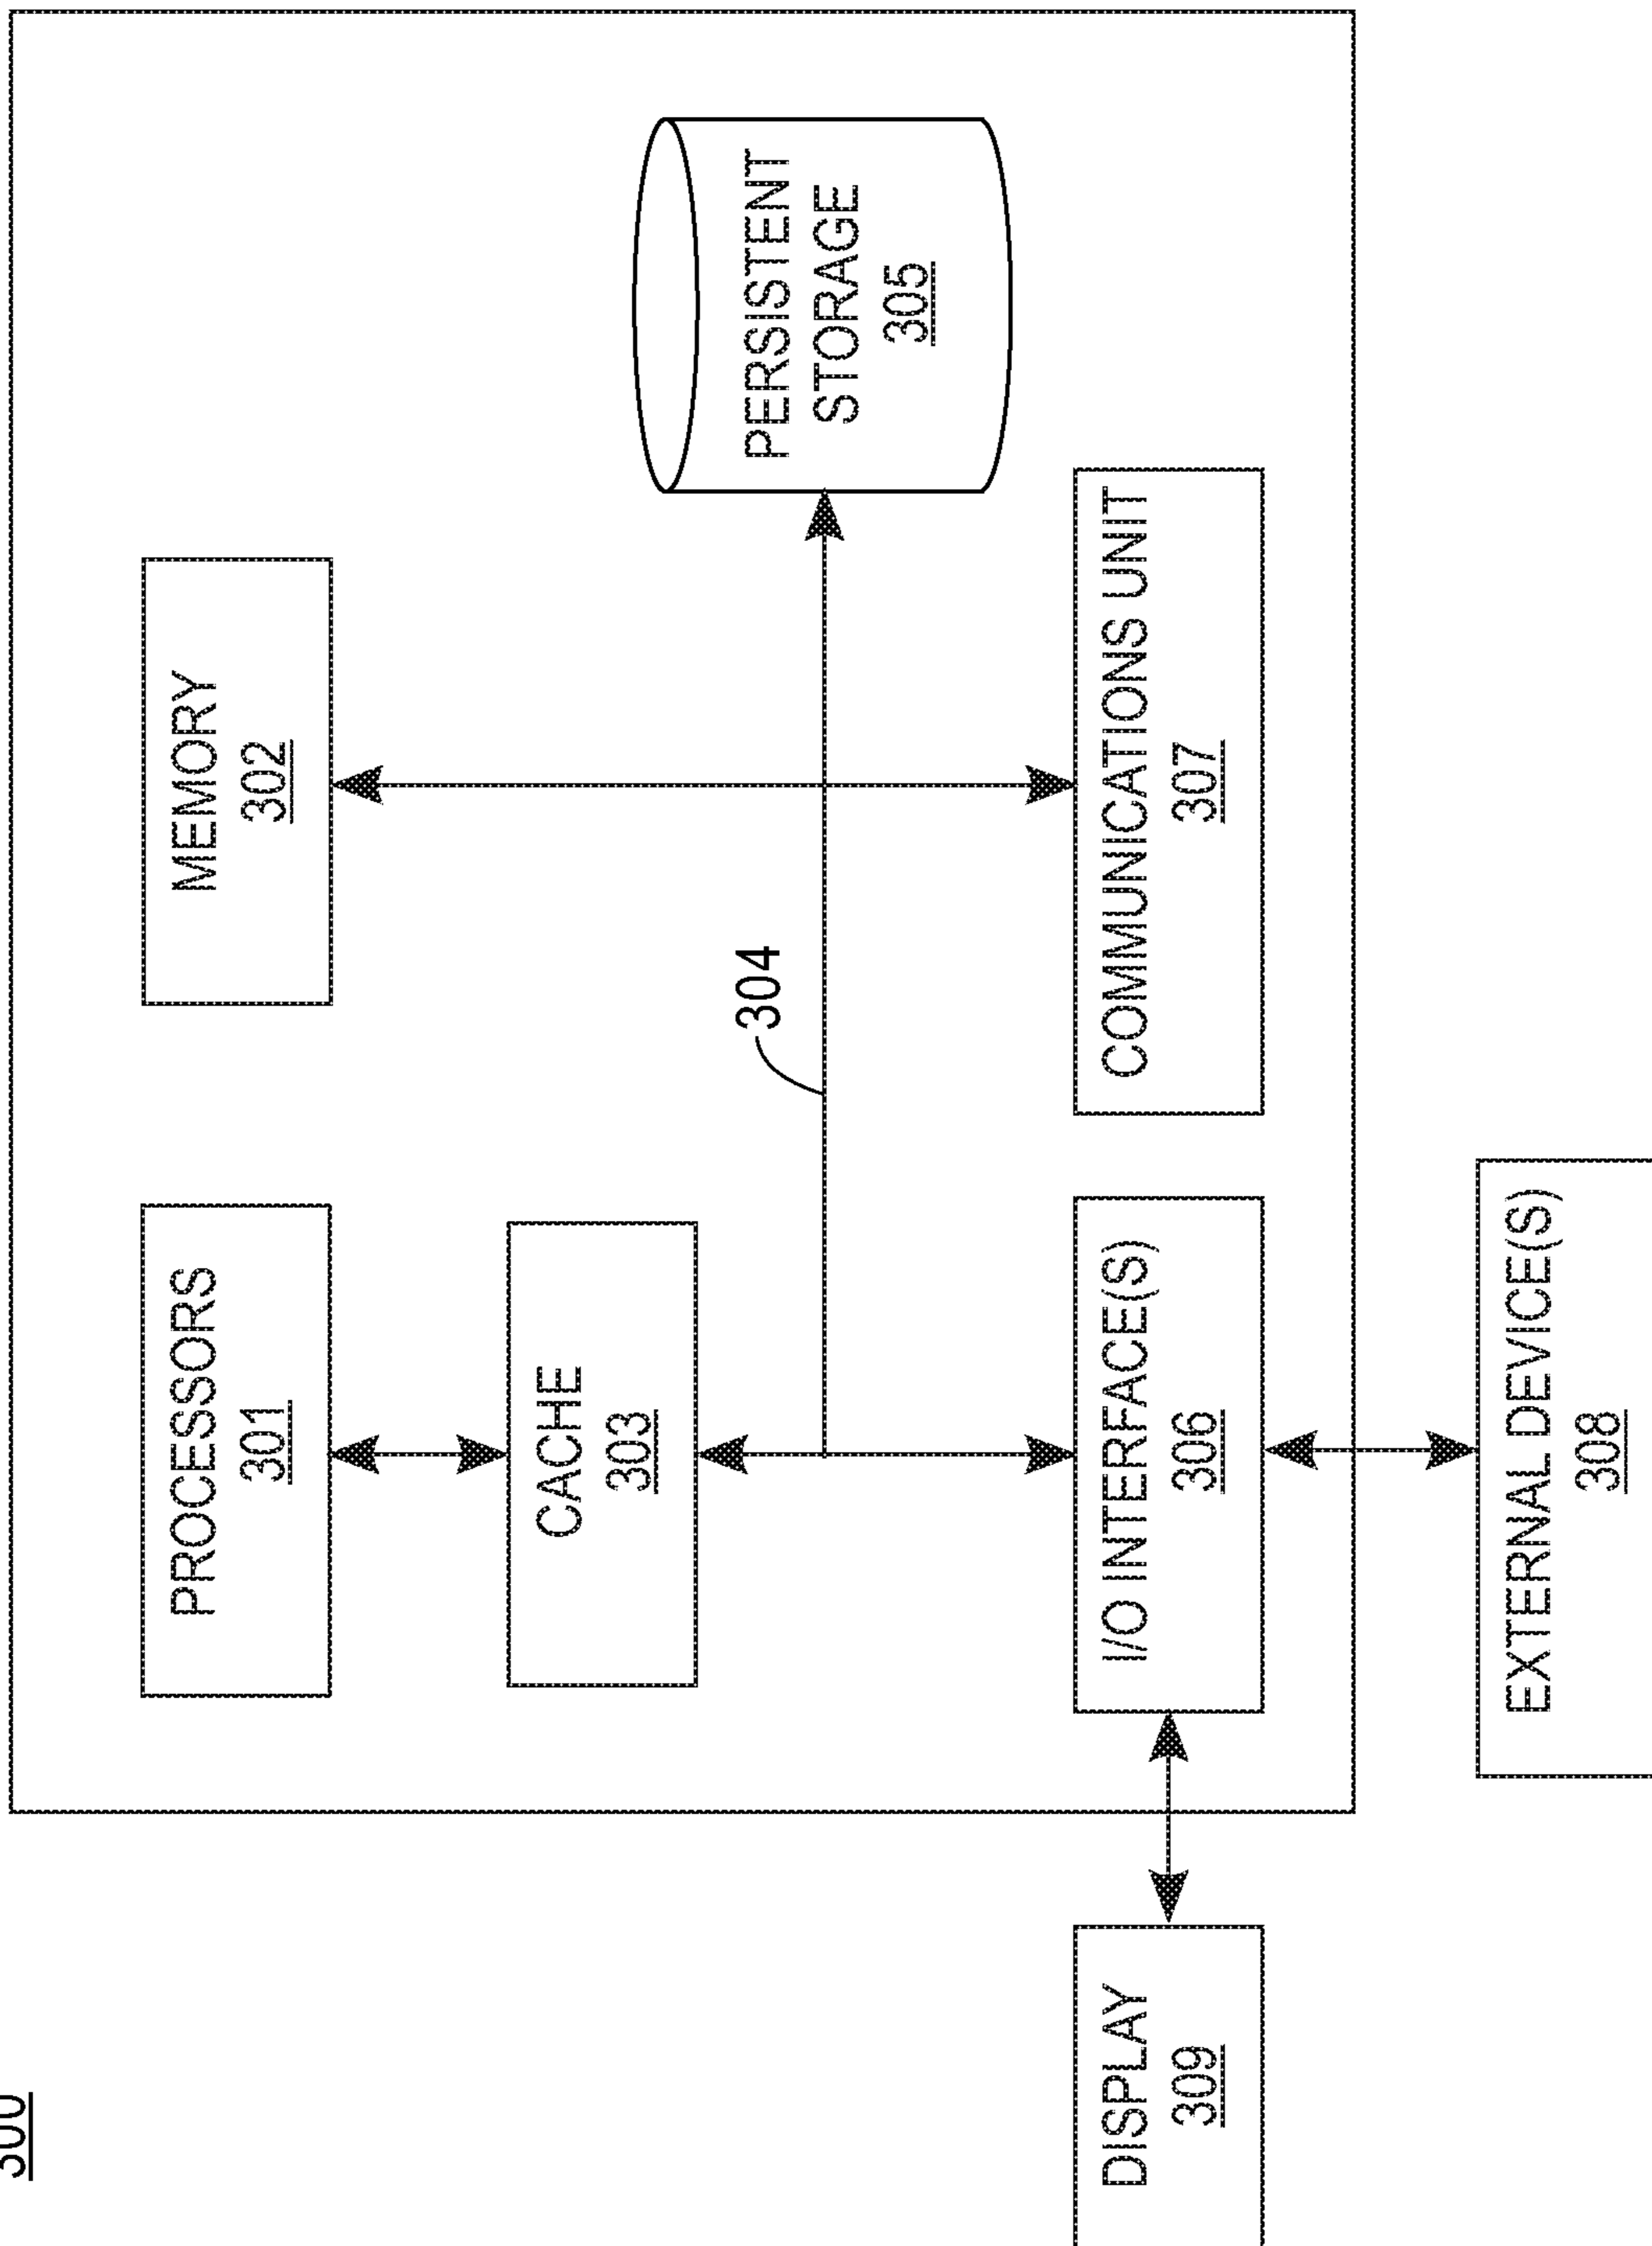 300
PROCESSORS
301
MEMORY
302
CACHE
303
304
PERSISTENT
STORAGE
305
DISPLAY
309
I/O INTERFACE(S)
306
COMMUNICATIONS UNIT
307
EXTERNAL DEVICE(S)
308